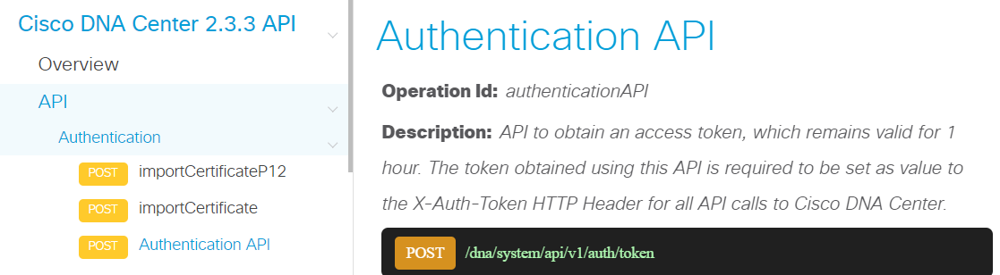 Cisco DNA Center 2.3.3 API
Overview
API
Authentication
POST importCertificateP12
POST importCertificate
POST Authentication API
Authentication API
Operation Id: authenticationAPI
Description: API to obtain an access token, which remains valid for 1
hour. The token obtained using this API is required to be set as value to
the X-Auth-Token HTTP Header for all API calls to Cisco DNA Center.
POST /dna/system/api/v1/auth/token